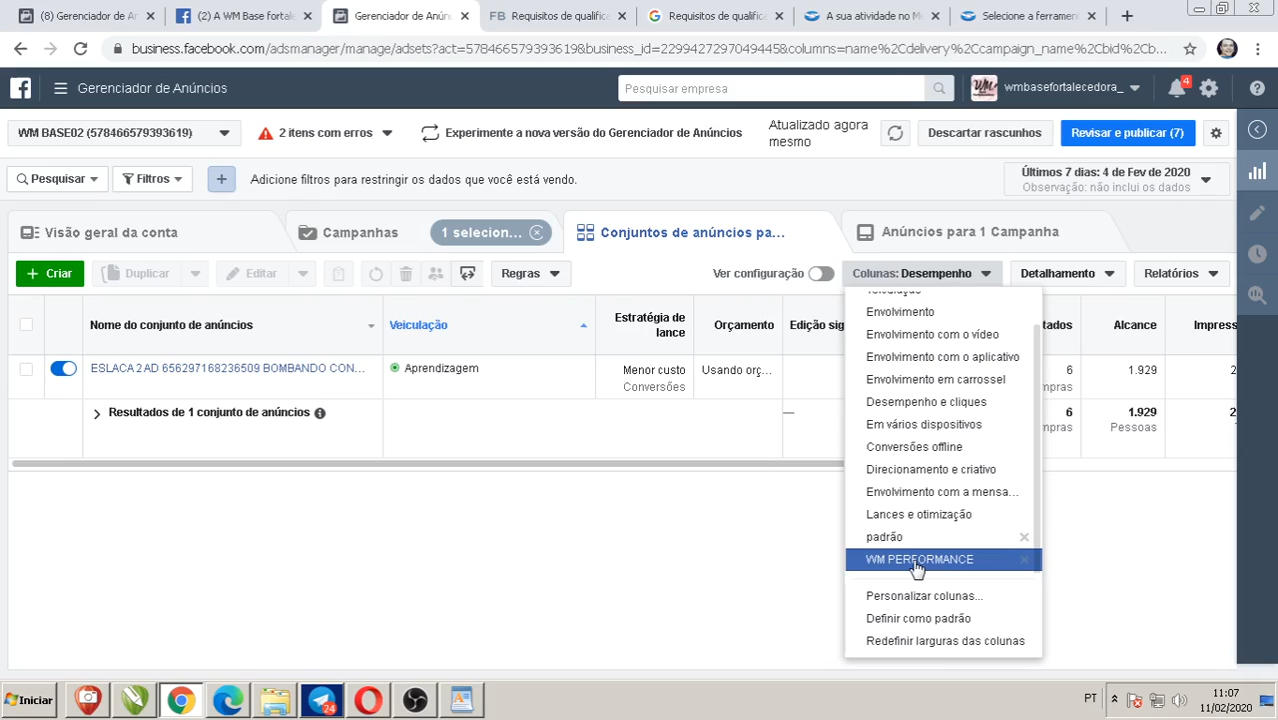 (8) Gerenciador de An
(2) A WM Base fortale
Gerenciador de Anún
FB Requisitos de qualifica
Requisitos de qualifica
A sua atividade no M
Selecione a ferrame
business.facebook.com/adsmanager/manage/adsets?act=578466579393619&business_id=2299427297049445&columns=name%2Cdelivery%2Ccampaign_name%2Cbid%2Cb...
Gerenciador de Anúncios
Pesquisar empresa
wmbasefortalecedora_
4
WM BASE02 (578466579393619)
2 itens com erros
Experimente a nova versão do Gerenciador de Anúncios
Atualizado agora
mesmo
Descartar rascunhos
Revisar e publicar (7)
Pesquisar
Filtros
Adicione filtros para restringir os dados que você está vendo.
Últimos 7 dias: 4 de Fev de 2020
Observação: não inclui os dados
Visão geral da conta
Campanhas
1 selecion...
Conjuntos de anúncios pa...
Anúncios para 1 Campanha
+ Criar
Duplicar
Editar
Regras
Ver configuração
Colunas: Desempenho
Detalhamento
Relatórios
Nome do conjunto de anúncios
Veiculação
Estratégia de
lance
Orçamento
Edição sig
tados
Alcance
Impress
ESLACA 2 AD 656297168236509 BOMBANDO CON...
Aprendizagem
Menor custo
Conversões
Usando orç...
6
mpras
1.929
2
Resultados de 1 conjunto de anúncios
—
6
mpras
1.929
Pessoas
2
Envolvimento
Envolvimento com o vídeo
Envolvimento com o aplicativo
Envolvimento em carrossel
Desempenho e cliques
Em vários dispositivos
Conversões offline
Direcionamento e criativo
Envolvimento com a mensa...
Lances e otimização
padrão
WM PERFORMANCE
Personalizar colunas...
Definir como padrão
Redefinir larguras das colunas
Iniciar
24
PT
11:07
11/02/2020